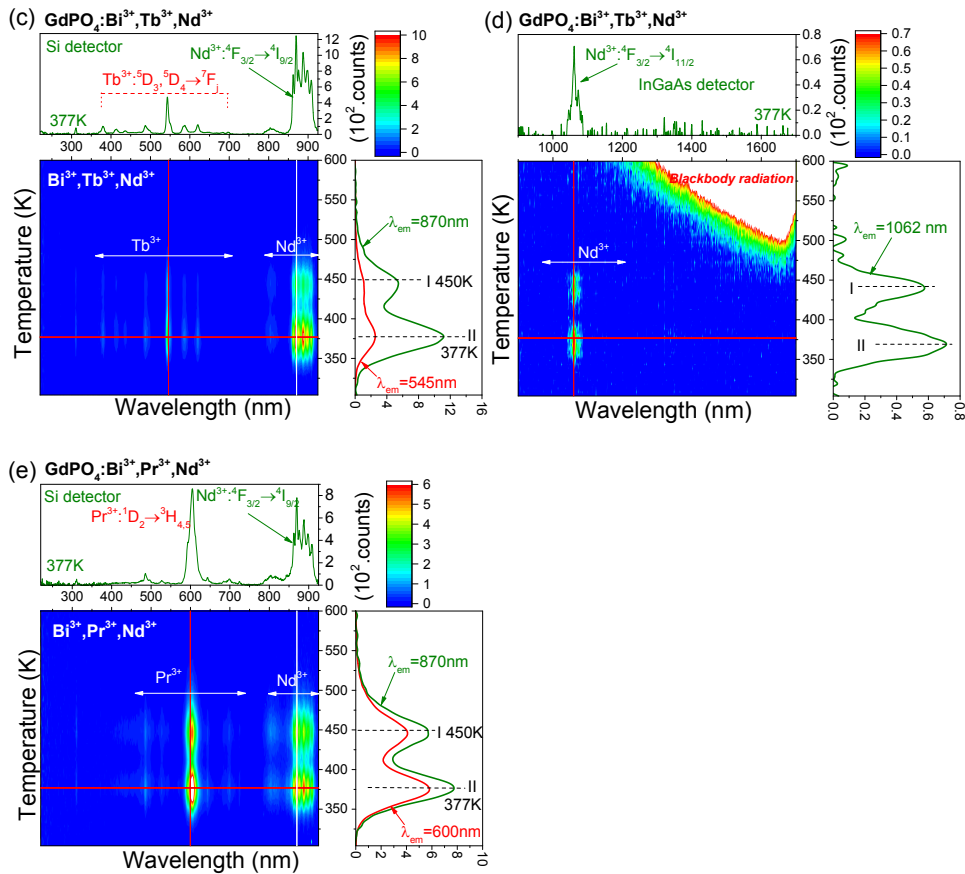 (c) GdPO₄:Bi³⁺,Tb³⁺,Nd³⁺
Si detector
Nd³⁺:⁴F₃/₂→⁴I₉/₂
Tb³⁺:⁵D₃,⁵D₄→⁷Fⱼ
377K
12
10
8
6
4
2
0
300 400 500 600 700 800 900
10
8
6
4
2
0
(10².counts)
Bi³⁺,Tb³⁺,Nd³⁺
Tb³⁺
Nd³⁺
600
550
500
450
400
350
Temperature (K)
Wavelength (nm)
λem=870nm
I 450K
II
377K
λem=545nm
0 4 8 12 16
(d) GdPO₄:Bi³⁺,Tb³⁺,Nd³⁺
Nd³⁺:⁴F₃/₂→⁴I₁₁/₂
InGaAs detector
377K
0.8
0.6
0.4
0.2
0.0
1000 1200 1400 1600
0.7
0.6
0.5
0.4
0.3
0.2
0.1
0.0
(10².counts)
Blackbody radiation
Nd³⁺
600
550
500
450
400
350
Temperature (K)
Wavelength (nm)
λem=1062 nm
I
II
0.0 0.2 0.4 0.6 0.8
(e) GdPO₄:Bi³⁺,Pr³⁺,Nd³⁺
Si detector
Nd³⁺:⁴F₃/₂→⁴I₉/₂
Pr³⁺:¹D₂→³H₄,₅
377K
8
6
4
2
0
300 400 500 600 700 800 900
6
5
4
3
2
1
0
(10².counts)
Bi³⁺,Pr³⁺,Nd³⁺
Pr³⁺
Nd³⁺
600
550
500
450
400
350
Temperature (K)
Wavelength (nm)
λem=870nm
I 450K
II
377K
λem=600nm
0 2 4 6 8 10